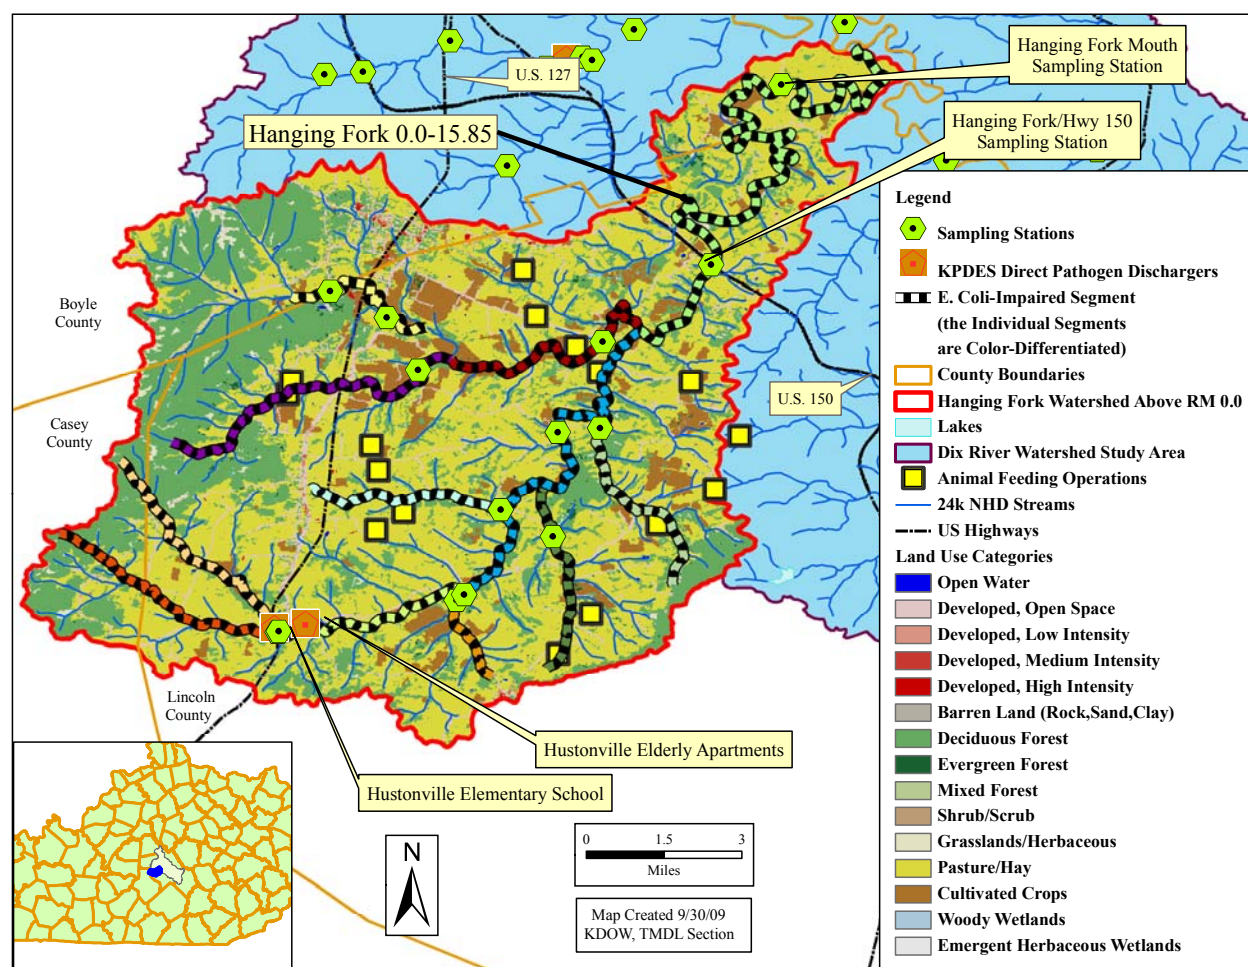 Hanging Fork Mouth
Sampling Station
U.S. 127
Hanging Fork 0.0-15.85
Hanging Fork/Hwy 150
Sampling Station
Boyle
County
Casey
County
U.S. 150
Lincoln
County
Hustonville Elderly Apartments
Hustonville Elementary School
N
0 1.5 3
Miles
Map Created 9/30/09
KDOW, TMDL Section
Legend
Sampling Stations
KPDES Direct Pathogen Dischargers
E. Coli-Impaired Segment
(the Individual Segments
are Color-Differentiated)
County Boundaries
Hanging Fork Watershed Above RM 0.0
Lakes
Dix River Watershed Study Area
Animal Feeding Operations
24k NHD Streams
US Highways
Land Use Categories
Open Water
Developed, Open Space
Developed, Low Intensity
Developed, Medium Intensity
Developed, High Intensity
Barren Land (Rock,Sand,Clay)
Deciduous Forest
Evergreen Forest
Mixed Forest
Shrub/Scrub
Grasslands/Herbaceous
Pasture/Hay
Cultivated Crops
Woody Wetlands
Emergent Herbaceous Wetlands